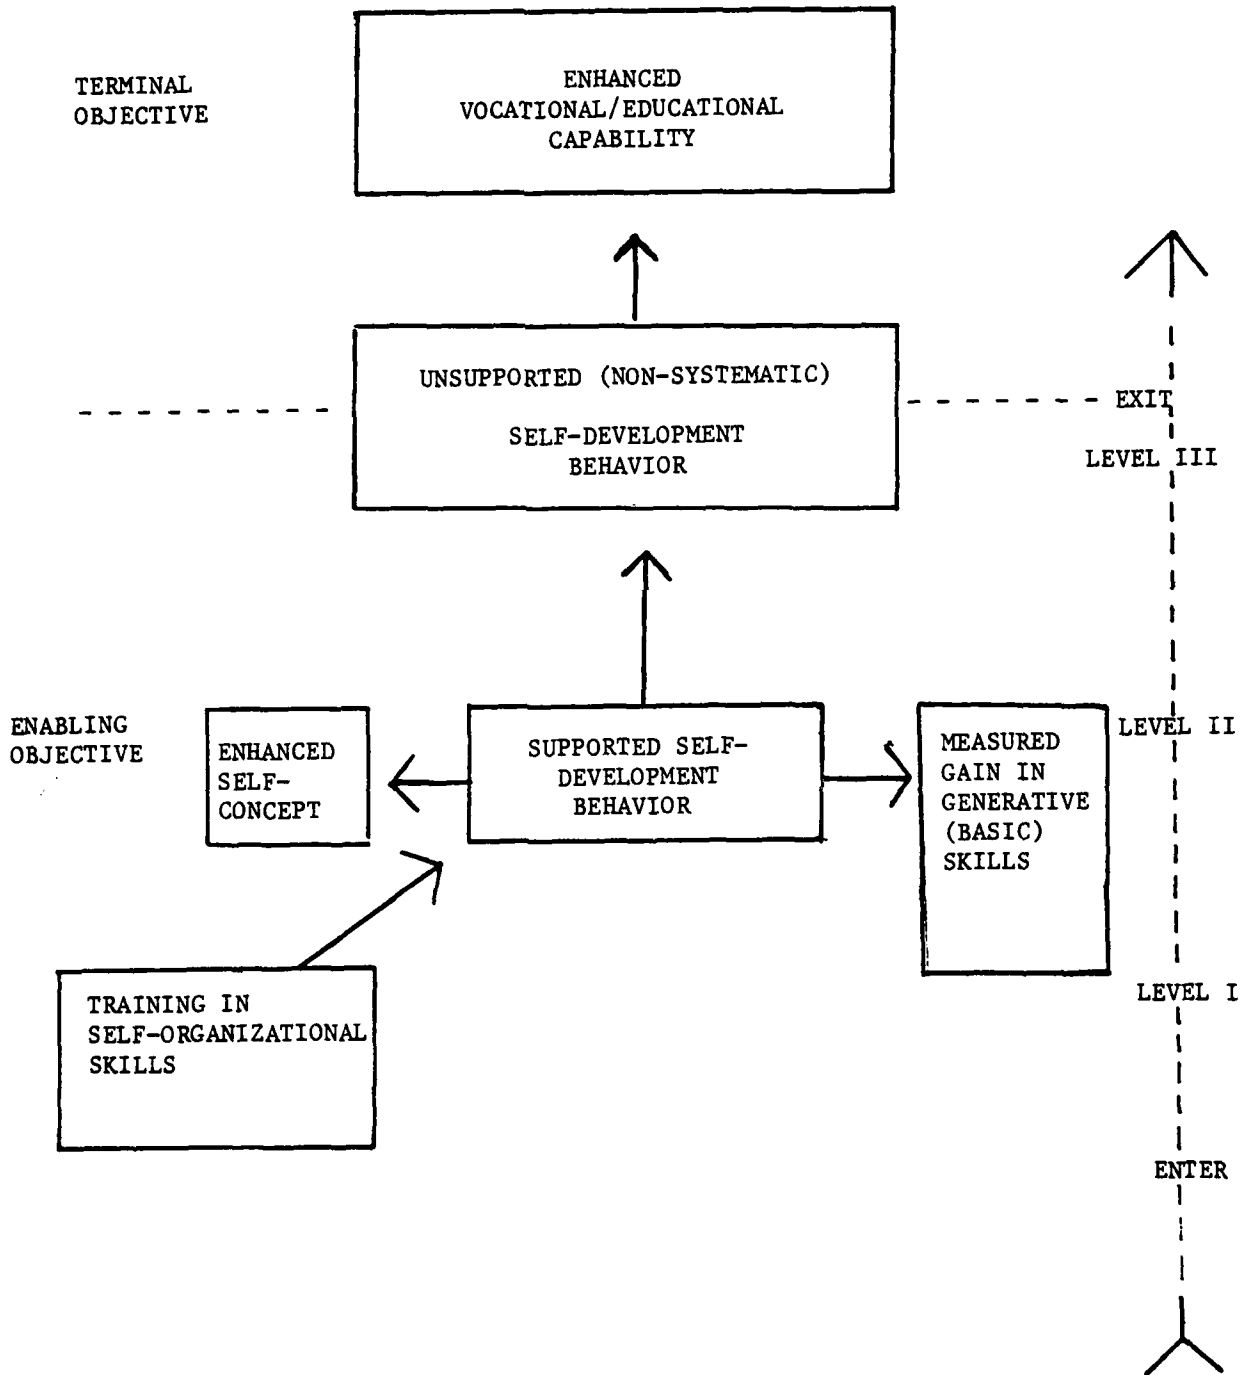 TERMINAL
OBJECTIVE
ENHANCED
VOCATIONAL/EDUCATIONAL
CAPABILITY
UNSUPPORTED (NON-SYSTEMATIC)
SELF-DEVELOPMENT
BEHAVIOR
EXIT
LEVEL III
ENABLING
OBJECTIVE
ENHANCED
SELF-
CONCEPT
SUPPORTED SELF-
DEVELOPMENT
BEHAVIOR
MEASURED
GAIN IN
GENERATIVE
(BASIC)
SKILLS
LEVEL II
TRAINING IN
SELF-ORGANIZATIONAL
SKILLS
LEVEL I
ENTER